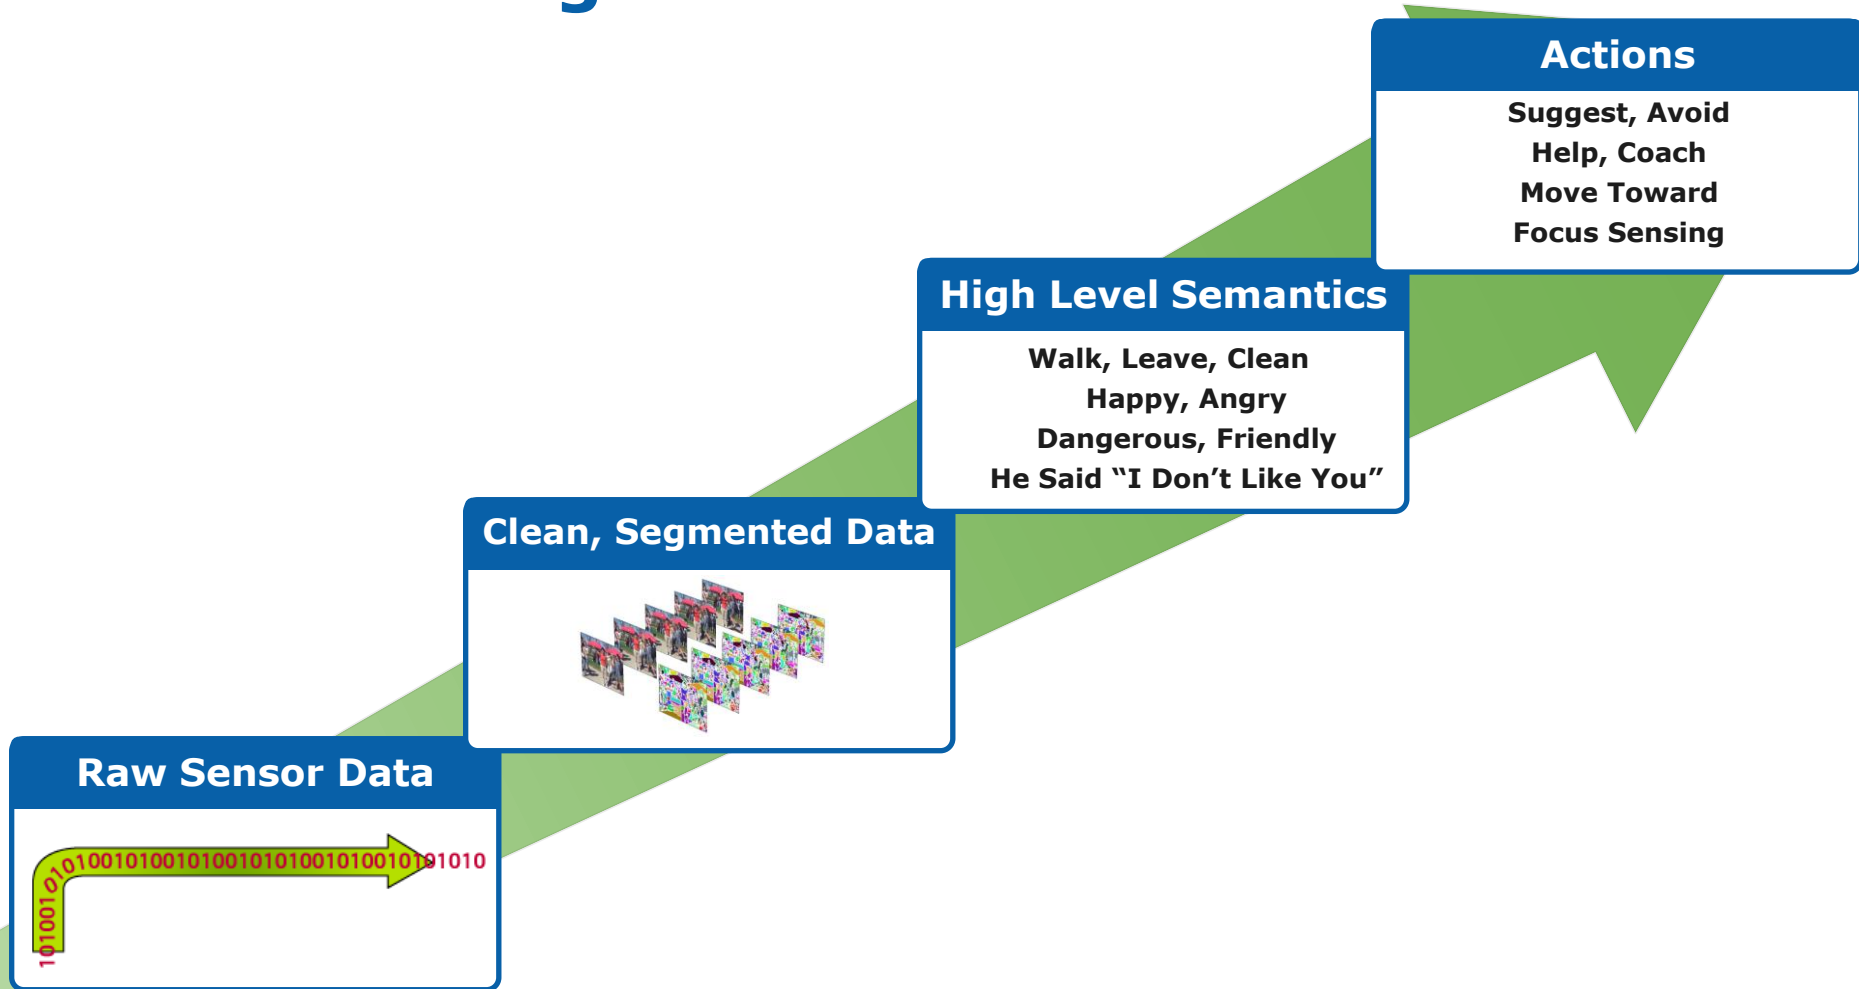 Actions
Suggest, Avoid
Help, Coach
Move Toward
Focus Sensing
High Level Semantics
Walk, Leave, Clean
Happy, Angry
Dangerous, Friendly
He Said “I Don’t Like You”
Clean, Segmented Data
Raw Sensor Data